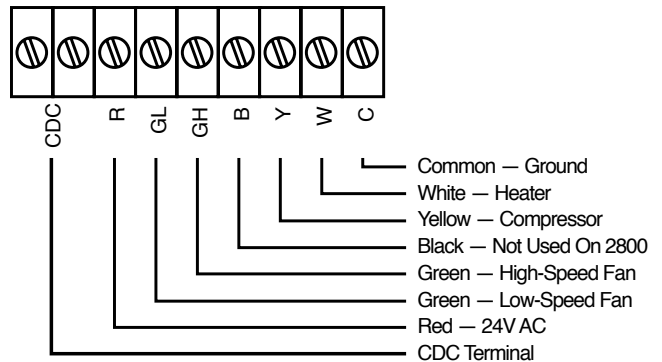 CDC R GL GH B Y W C
Common — Ground
White — Heater
Yellow — Compressor
Black — Not Used On 2800
Green — High-Speed Fan
Green — Low-Speed Fan
Red — 24V AC
CDC Terminal